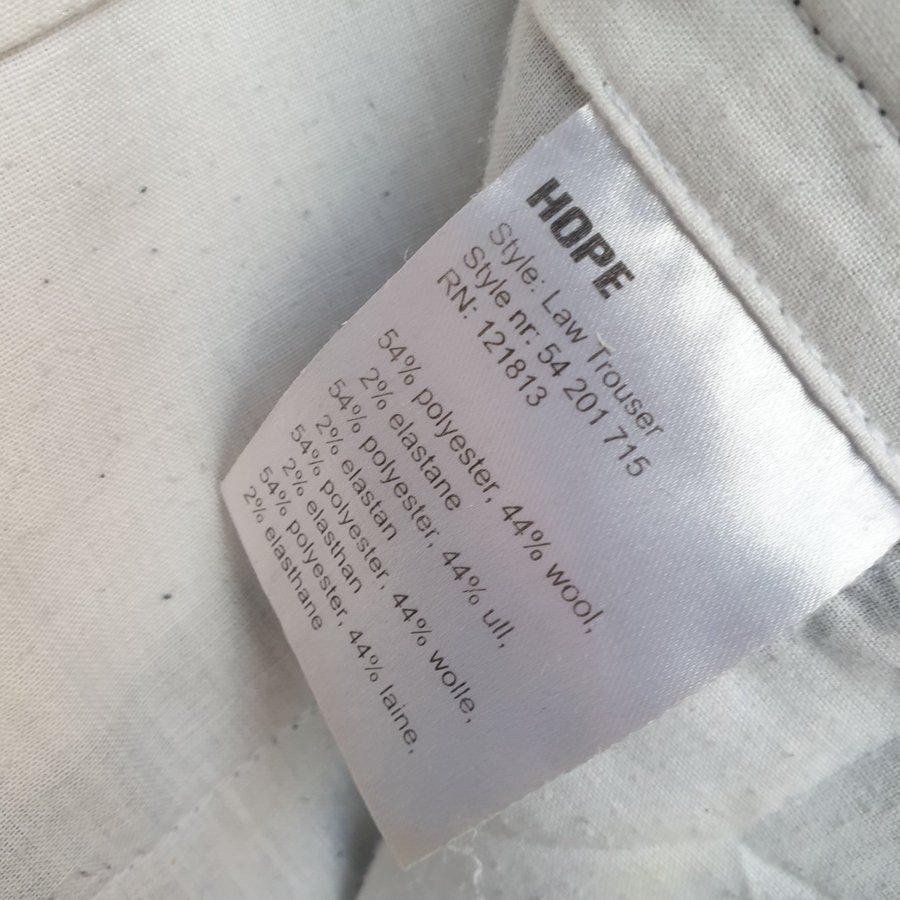 HOPE
Style: Law Trouser
Style nr: 54 201 715
RN: 121813
54% polyester, 44% wool,
2% elastane
54% polyester, 44% ull,
2% elastan
54% polyester, 44% wolle,
2% elasthan
54% polyester, 44% laine,
2% elasthane